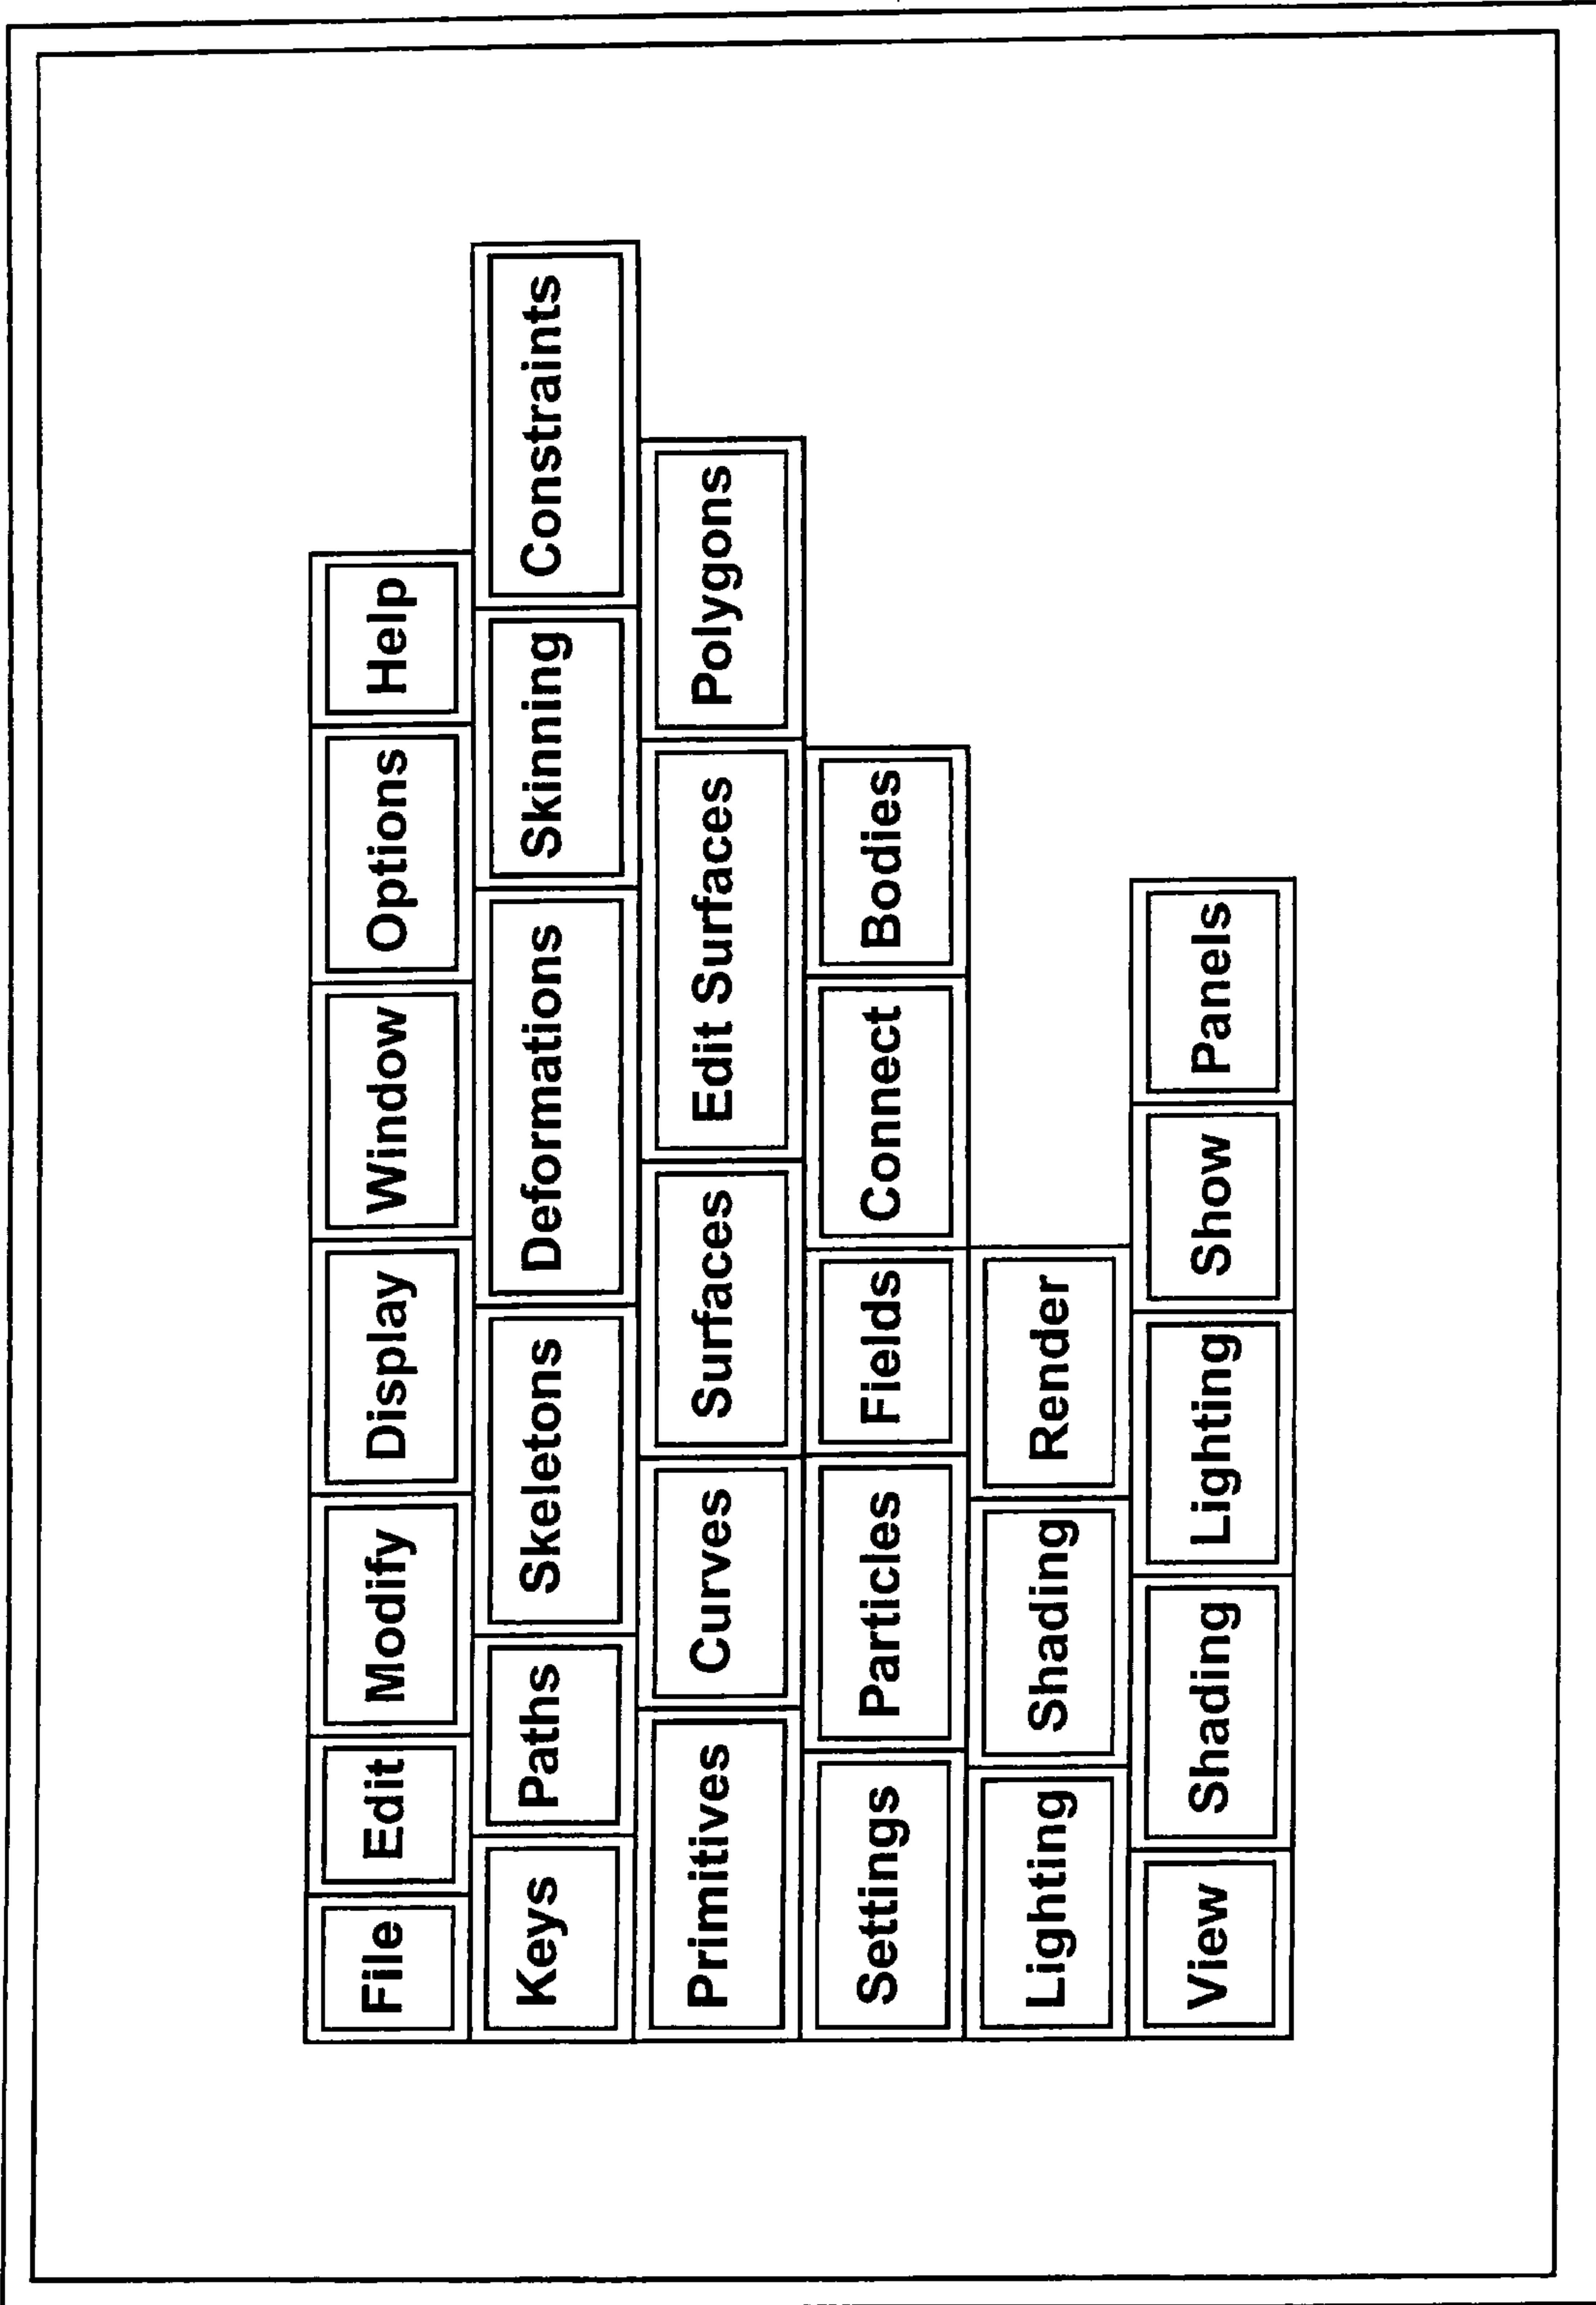 File Edit Modify Display Window Options Help
Keys Paths Skeletons Deformations Skinning Constraints
Primitives Curves Surfaces Edit Surfaces Polygons
Settings Particles Fields Connect Bodies
Lighting Shading Render
View Shading Lighting Show Panels